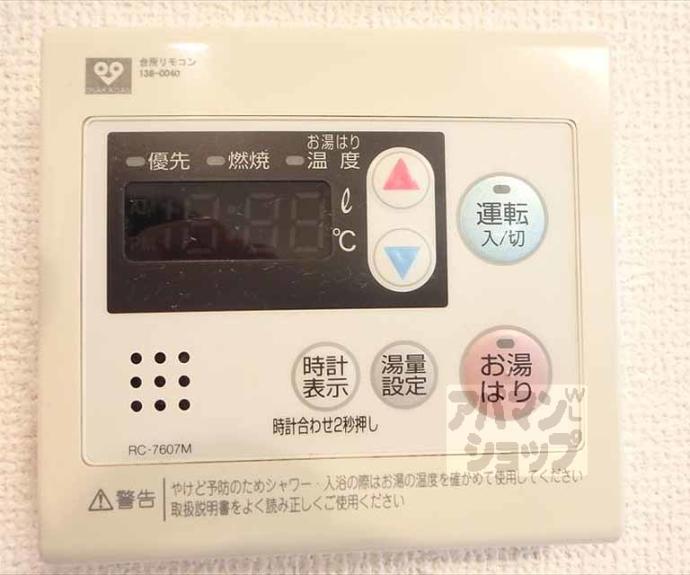 台所リモコン
138-0040
OSAKA GAS
お湯はり
優先 燃焼 温度
ℓ
℃
運転
入/切
時計
表示
湯量
設定
お湯
はり
時計合わせ2秒押し
RC-7607M
アパマン
ショップ
警告
やけど予防のためシャワー・入浴の際はお湯の温度を確かめて使用してください
取扱説明書をよく読み正しくご使用ください